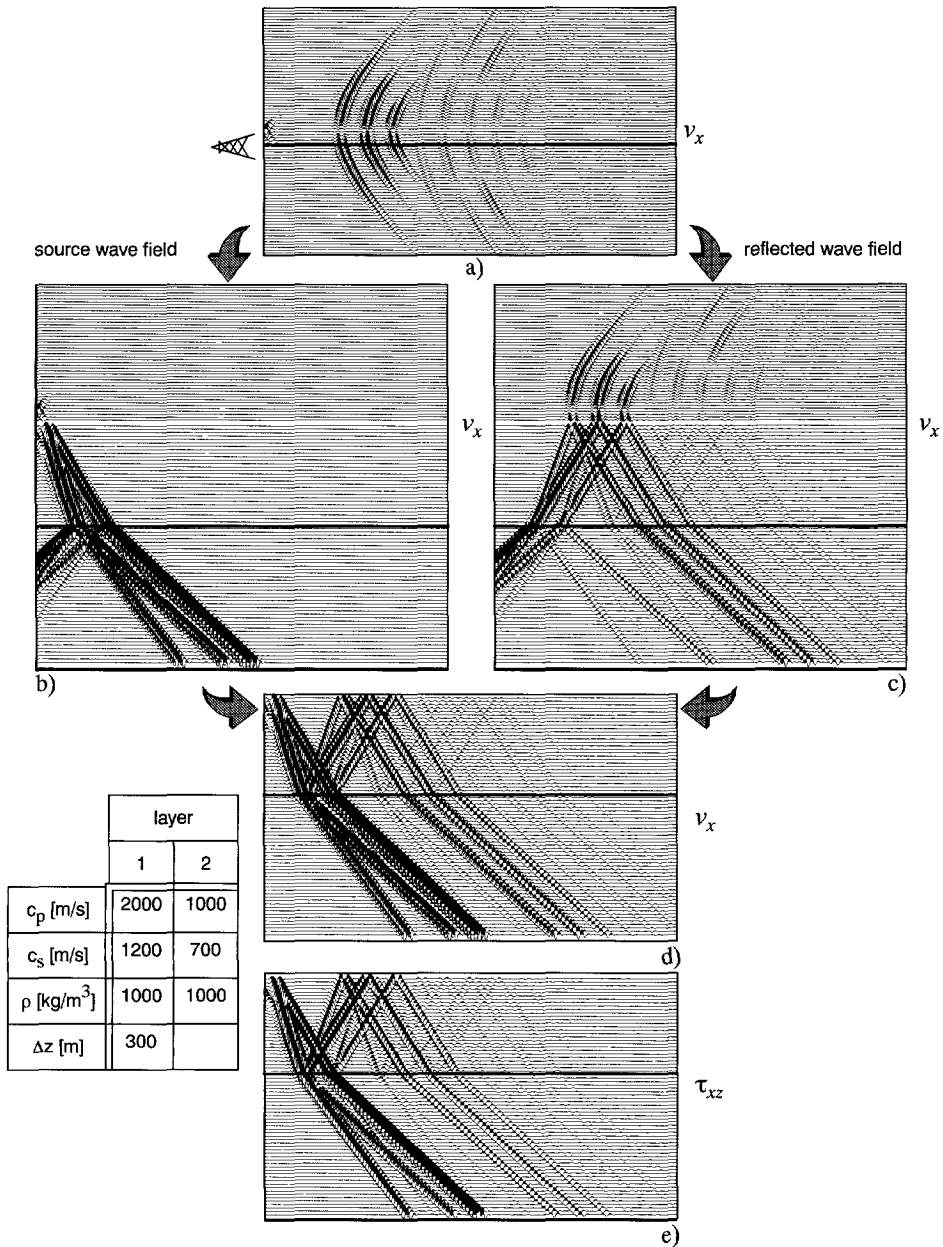 v_x
source wave field
reflected wave field
a)
v_x
v_x
b)
c)
v_x
layer
1 2
c_p [m/s] 2000 1000
c_s [m/s] 1200 700
ρ [kg/m³] 1000 1000
Δz [m] 300
d)
τ_xz
e)